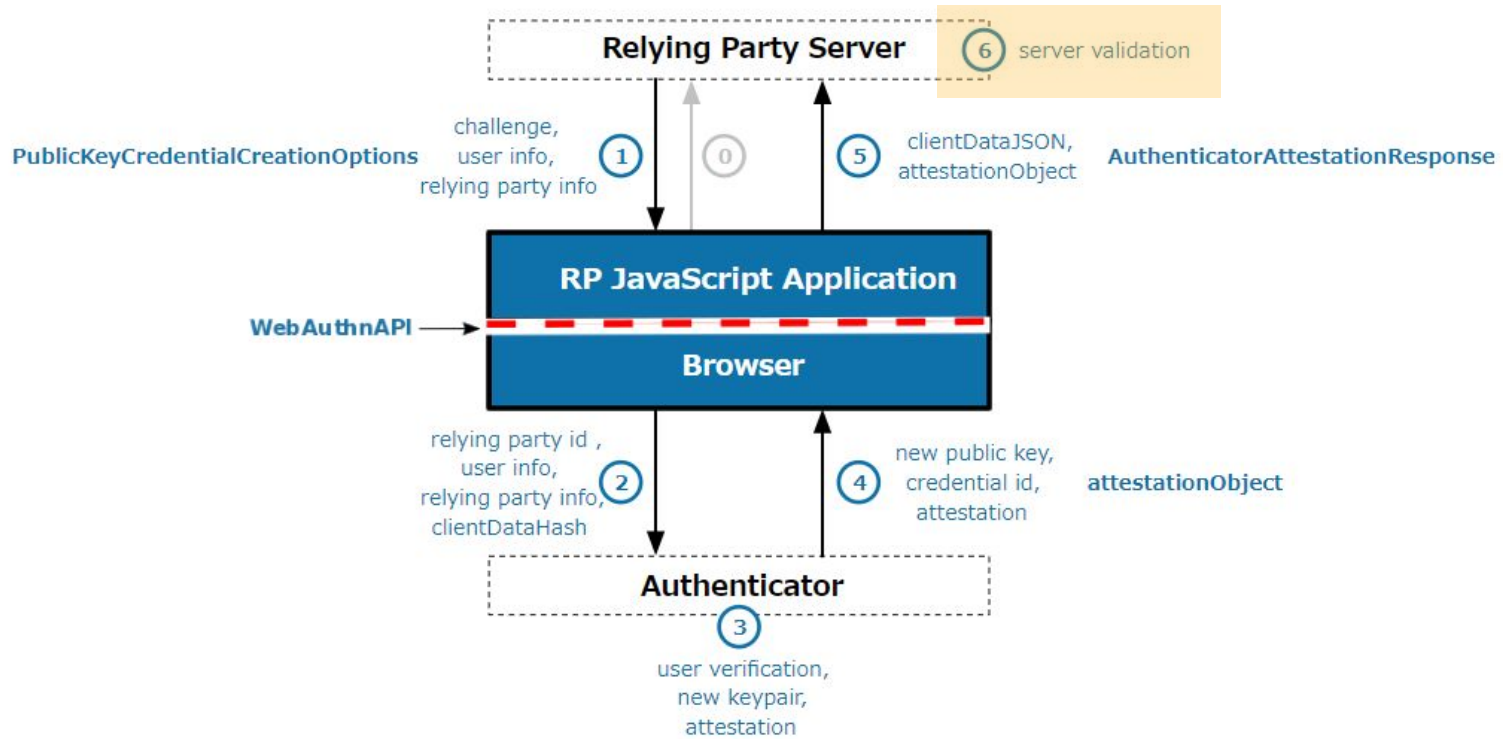 Relying Party Server
6 server validation
PublicKeyCredentialCreationOptions
challenge,
user info,
relying party info
1
0
5
clientDataJSON,
attestationObject
AuthenticatorAttestationResponse
RP JavaScript Application
WebAuthnAPI
Browser
relying party id ,
user info,
relying party info,
clientDataHash
2
4
new public key,
credential id,
attestation
attestationObject
Authenticator
3
user verification,
new keypair,
attestation